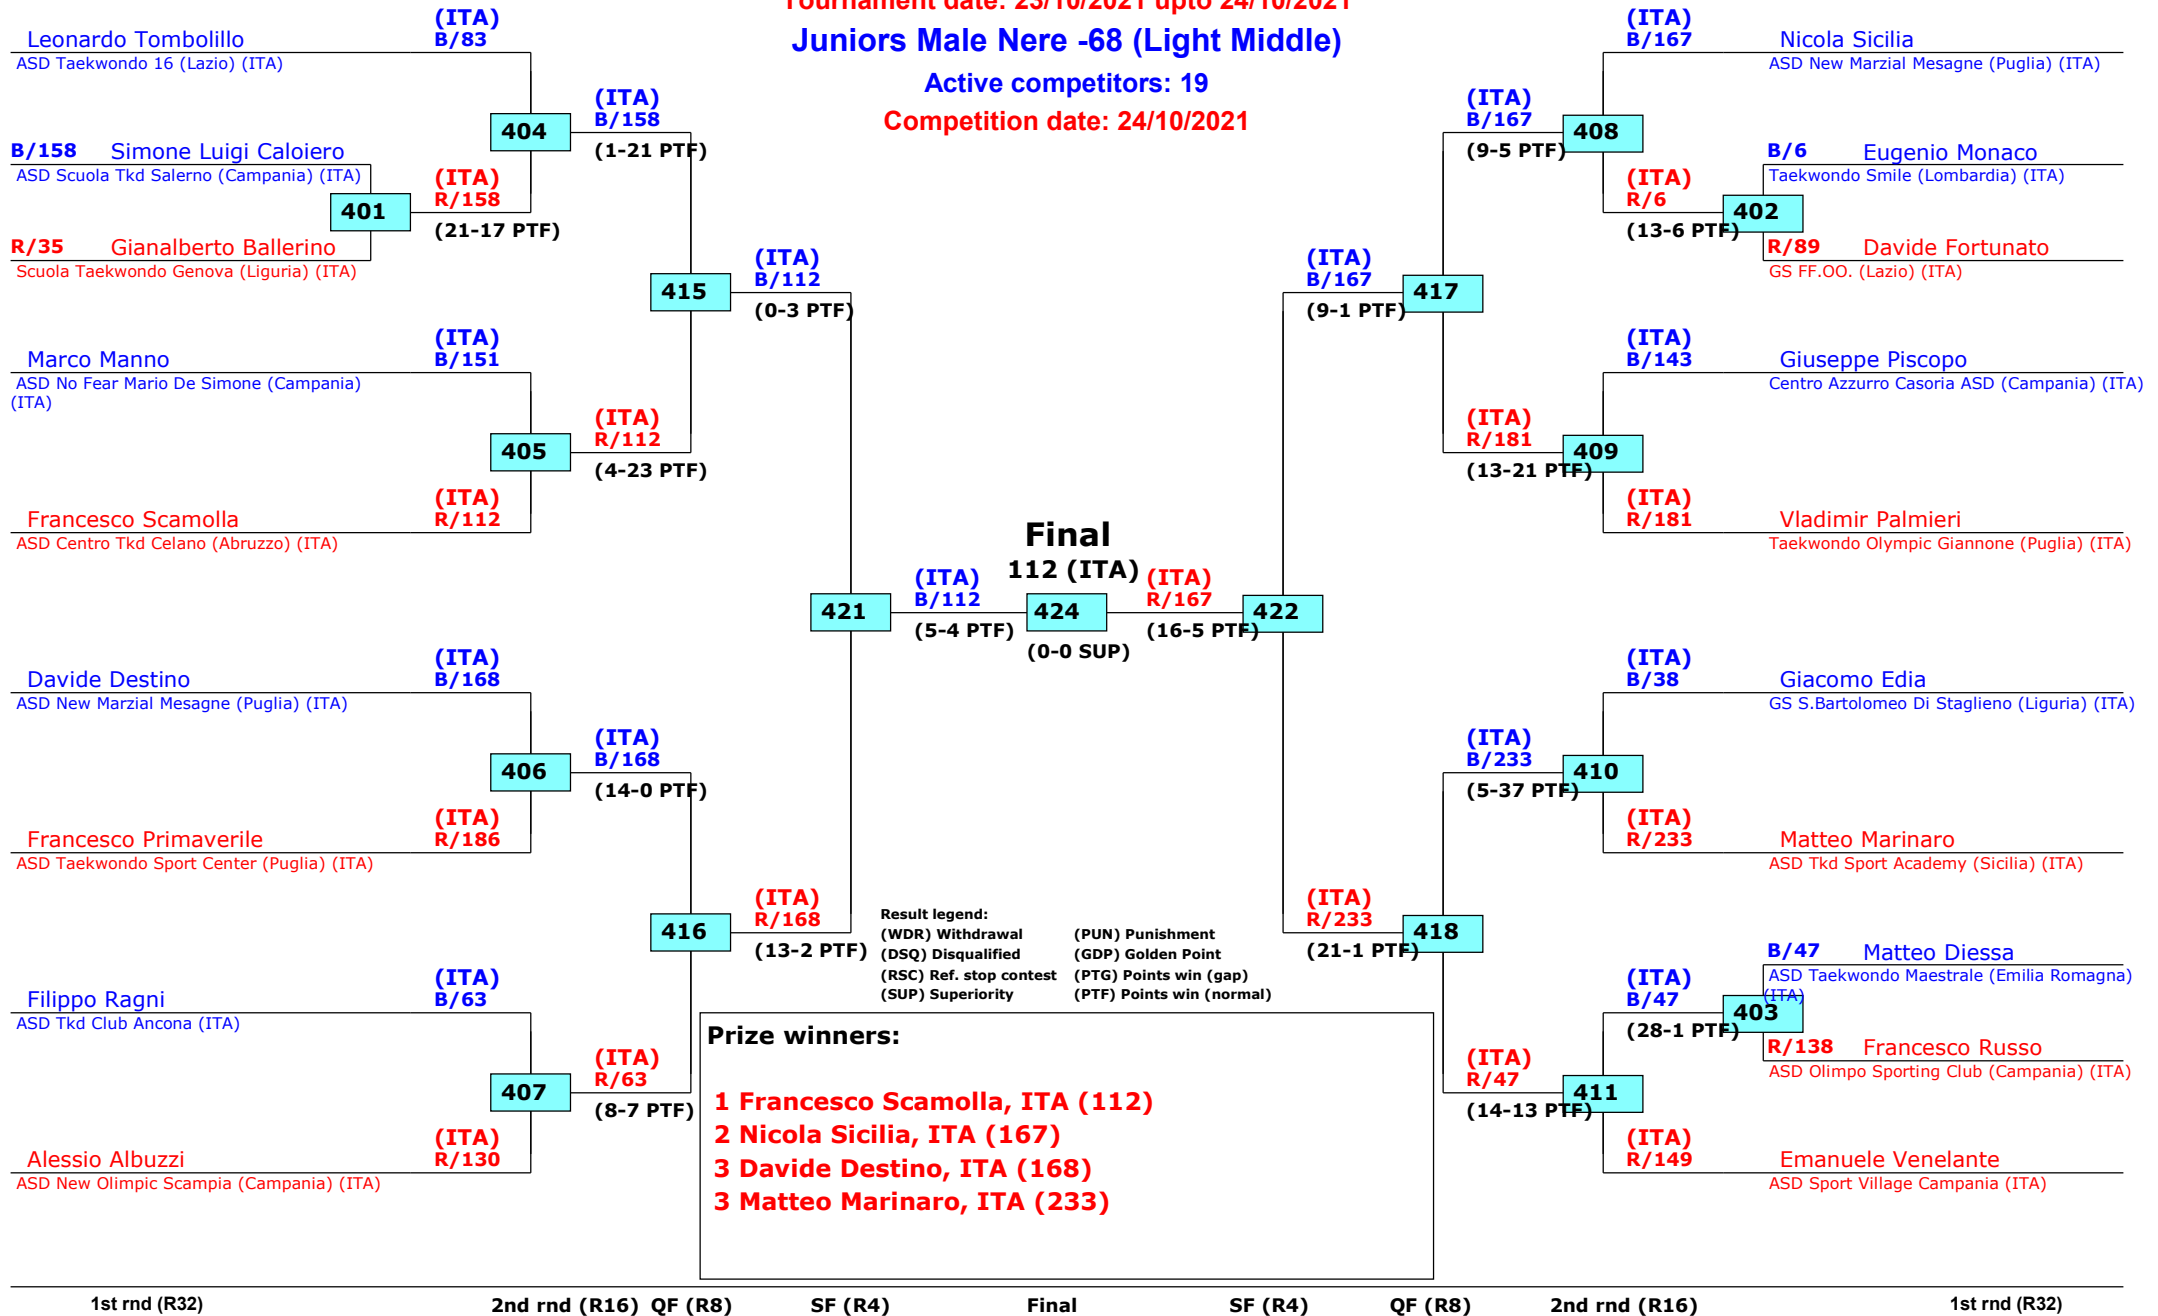 Tournament date: 23/10/2021 upto 24/10/2021
Juniors Male Nere -68 (Light Middle)
Active competitors: 19
Competition date: 24/10/2021
(ITA)
Leonardo Tombolillo B/83
ASD Taekwondo 16 (Lazio) (ITA)
(ITA)
404 B/158
(1-21 PTF)
B/158 Simone Luigi Caloiero
ASD Scuola Tkd Salerno (Campania) (ITA)
(ITA)
401 R/158
(21-17 PTF)
R/35 Gianalberto Ballerino
Scuola Taekwondo Genova (Liguria) (ITA)
(ITA)
415 B/112
(0-3 PTF)
(ITA)
Marco Manno B/151
ASD No Fear Mario De Simone (Campania)
(ITA)
(ITA)
405 R/112
(4-23 PTF)
(ITA)
Francesco Scamolla R/112
ASD Centro Tkd Celano (Abruzzo) (ITA)
(ITA)
421 B/112
(5-4 PTF)
(ITA)
Davide Destino B/168
ASD New Marzial Mesagne (Puglia) (ITA)
(ITA)
406 B/168
(14-0 PTF)
(ITA)
Francesco Primaverile R/186
ASD Taekwondo Sport Center (Puglia) (ITA)
(ITA)
416 R/168
(13-2 PTF)
(ITA)
Filippo Ragni B/63
ASD Tkd Club Ancona (ITA)
(ITA)
407 R/63
(8-7 PTF)
(ITA)
Alessio Albuzzi R/130
ASD New Olimpic Scampia (Campania) (ITA)
Final
112 (ITA)
424
(0-0 SUP)
(ITA)
B/167 Nicola Sicilia
ASD New Marzial Mesagne (Puglia) (ITA)
(ITA)
B/167 408
(9-5 PTF)
B/6 Eugenio Monaco
Taekwondo Smile (Lombardia) (ITA)
(ITA)
R/6 402
(13-6 PTF)
R/89 Davide Fortunato
GS FF.OO. (Lazio) (ITA)
(ITA)
B/167 417
(9-1 PTF)
(ITA)
B/143 Giuseppe Piscopo
Centro Azzurro Casoria ASD (Campania) (ITA)
(ITA)
R/181 409
(13-21 PTF)
(ITA)
R/181 Vladimir Palmieri
Taekwondo Olympic Giannone (Puglia) (ITA)
(ITA)
R/167 422
(16-5 PTF)
(ITA)
B/38 Giacomo Edia
GS S.Bartolomeo Di Staglieno (Liguria) (ITA)
(ITA)
B/233 410
(5-37 PTF)
(ITA)
R/233 Matteo Marinaro
ASD Tkd Sport Academy (Sicilia) (ITA)
(ITA)
R/233 418
(21-1 PTF)
B/47 Matteo Diessa
ASD Taekwondo Maestrale (Emilia Romagna)
(ITA)
(ITA)
B/47 403
(28-1 PTF)
R/138 Francesco Russo
ASD Olimpo Sporting Club (Campania) (ITA)
(ITA)
R/47 411
(14-13 PTF)
(ITA)
R/149 Emanuele Venelante
ASD Sport Village Campania (ITA)
Result legend:
(WDR) Withdrawal (PUN) Punishment
(DSQ) Disqualified (GDP) Golden Point
(RSC) Ref. stop contest (PTG) Points win (gap)
(SUP) Superiority (PTF) Points win (normal)
Prize winners:
1 Francesco Scamolla, ITA (112)
2 Nicola Sicilia, ITA (167)
3 Davide Destino, ITA (168)
3 Matteo Marinaro, ITA (233)
1st rnd (R32) 2nd rnd (R16) QF (R8) SF (R4) Final SF (R4) QF (R8) 2nd rnd (R16) 1st rnd (R32)